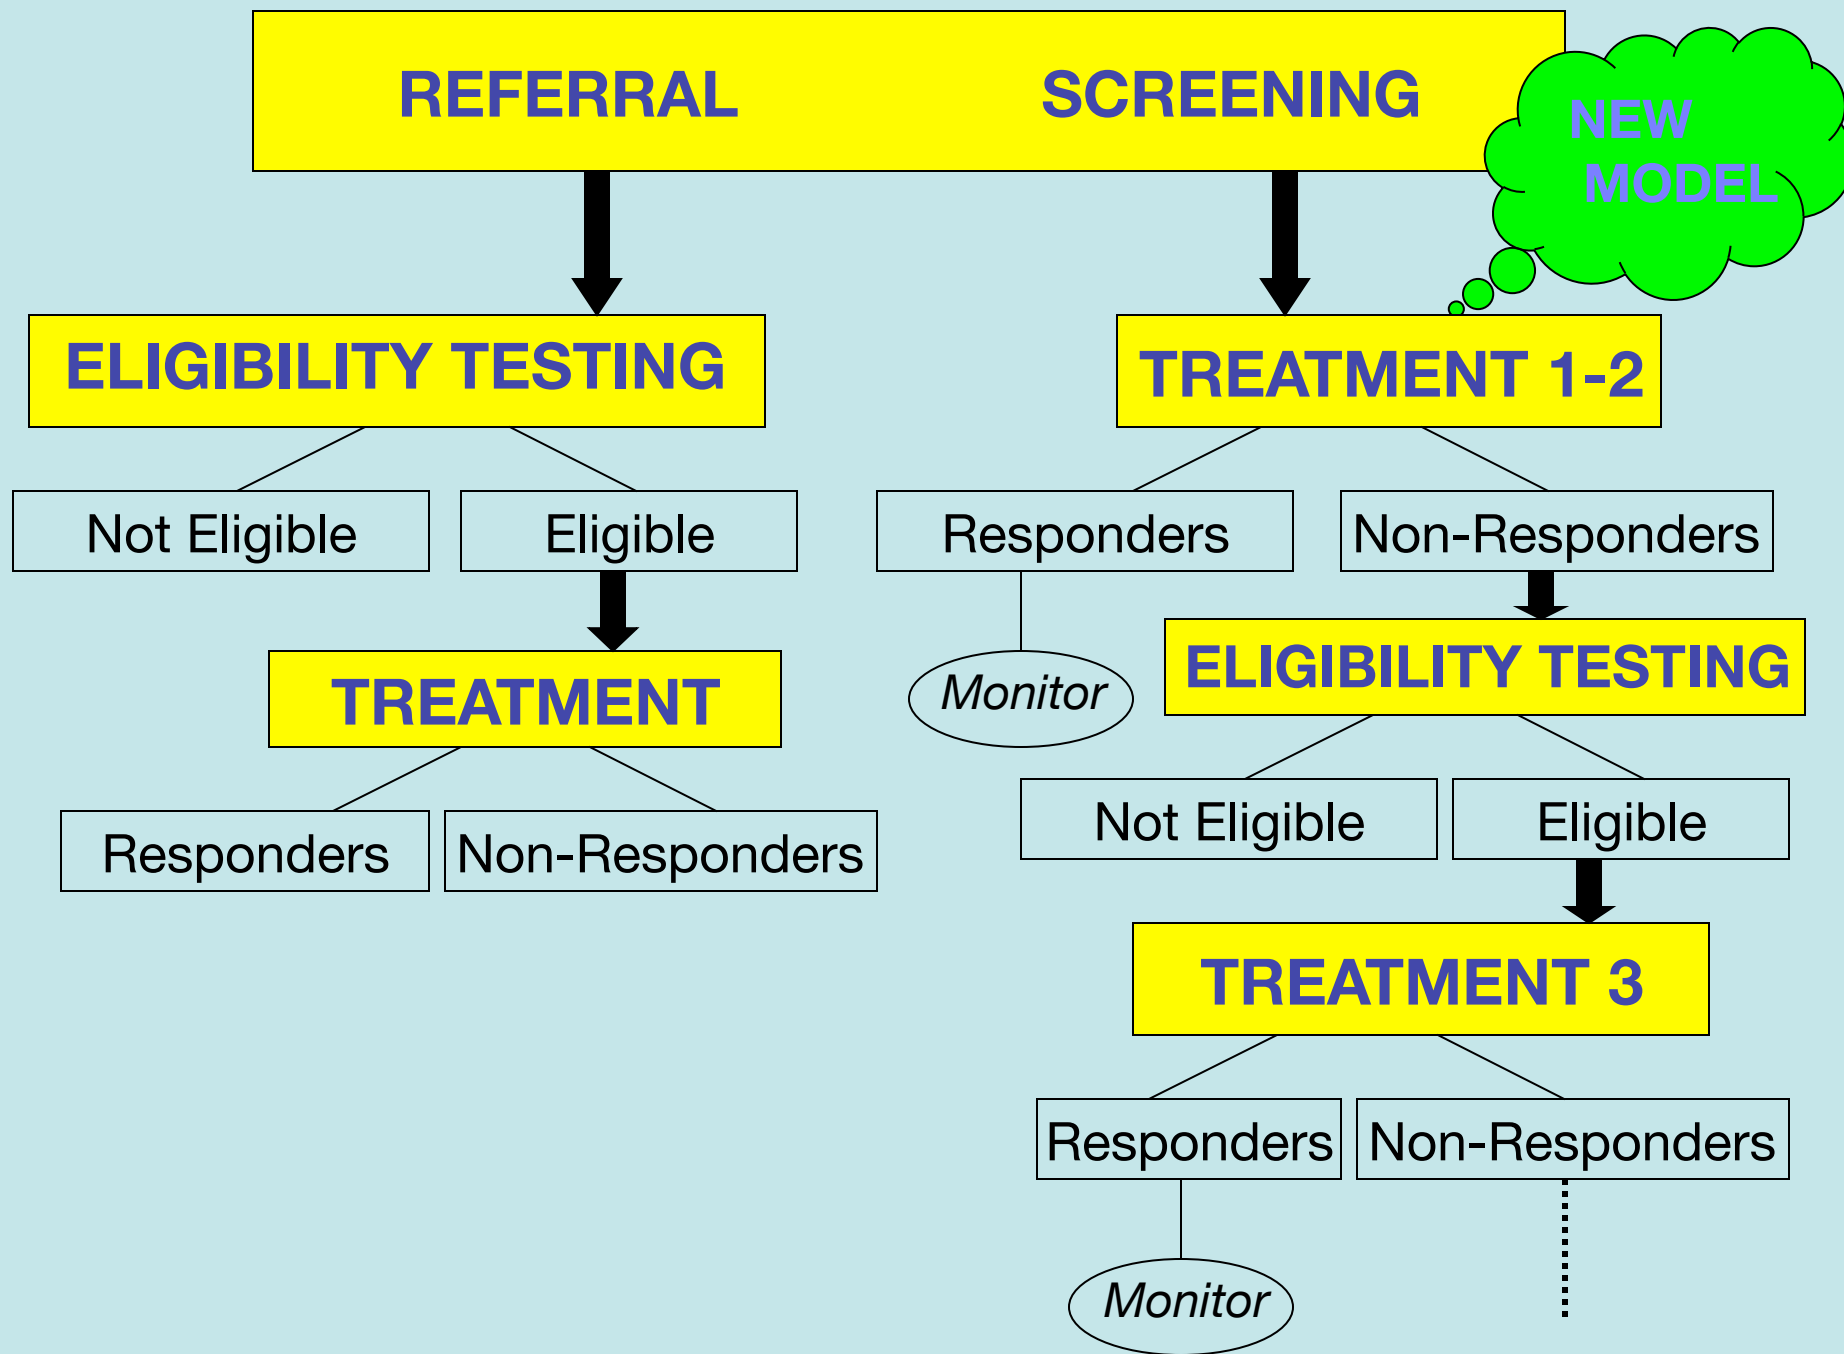 REFERRAL
SCREENING
NEW
MODEL
ELIGIBILITY TESTING
Not Eligible
Eligible
TREATMENT
Responders
Non-Responders
TREATMENT 1-2
Responders
Non-Responders
Monitor
ELIGIBILITY TESTING
Not Eligible
Eligible
TREATMENT 3
Responders
Non-Responders
Monitor